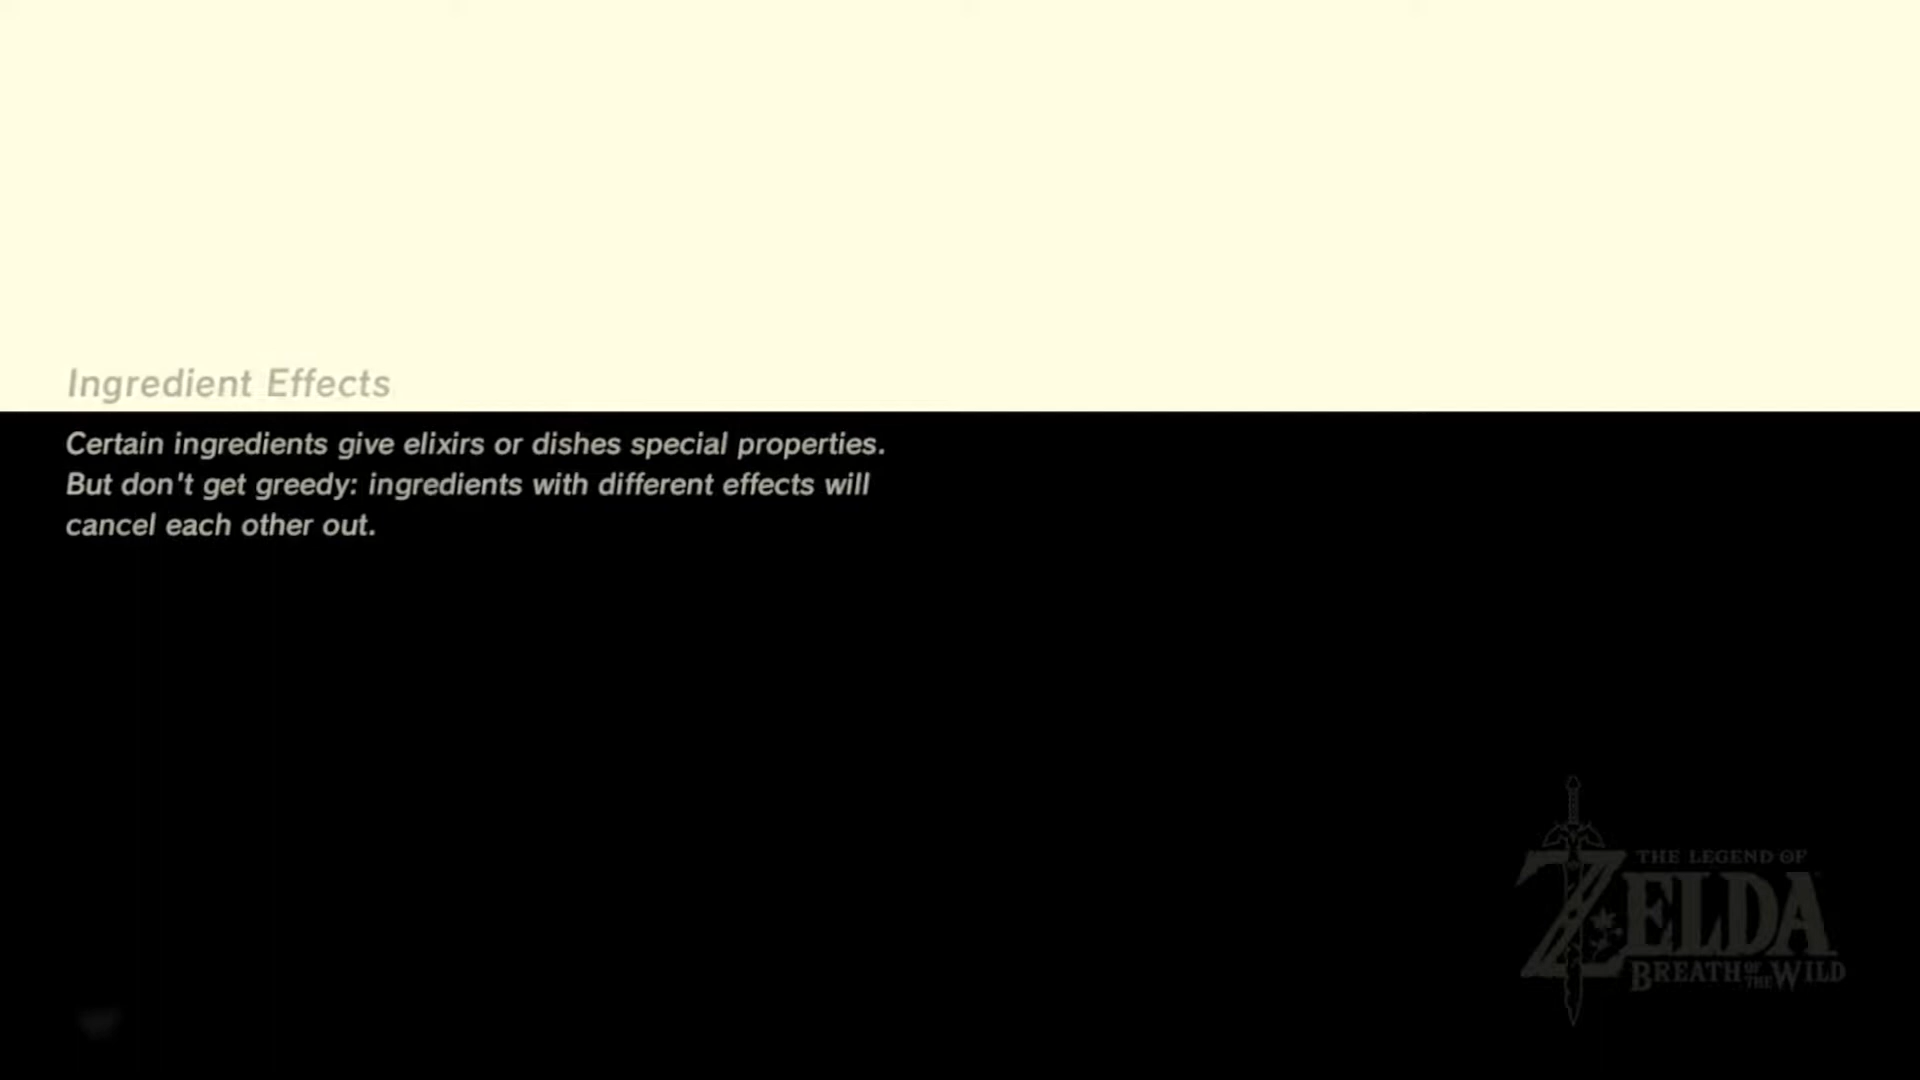 Ingredient Effects
Certain ingredients give elixirs or dishes special properties.
But don't get greedy: ingredients with different effects will
cancel each other out.
THE LEGEND OF
ZELDA
BREATH OF THE WILD